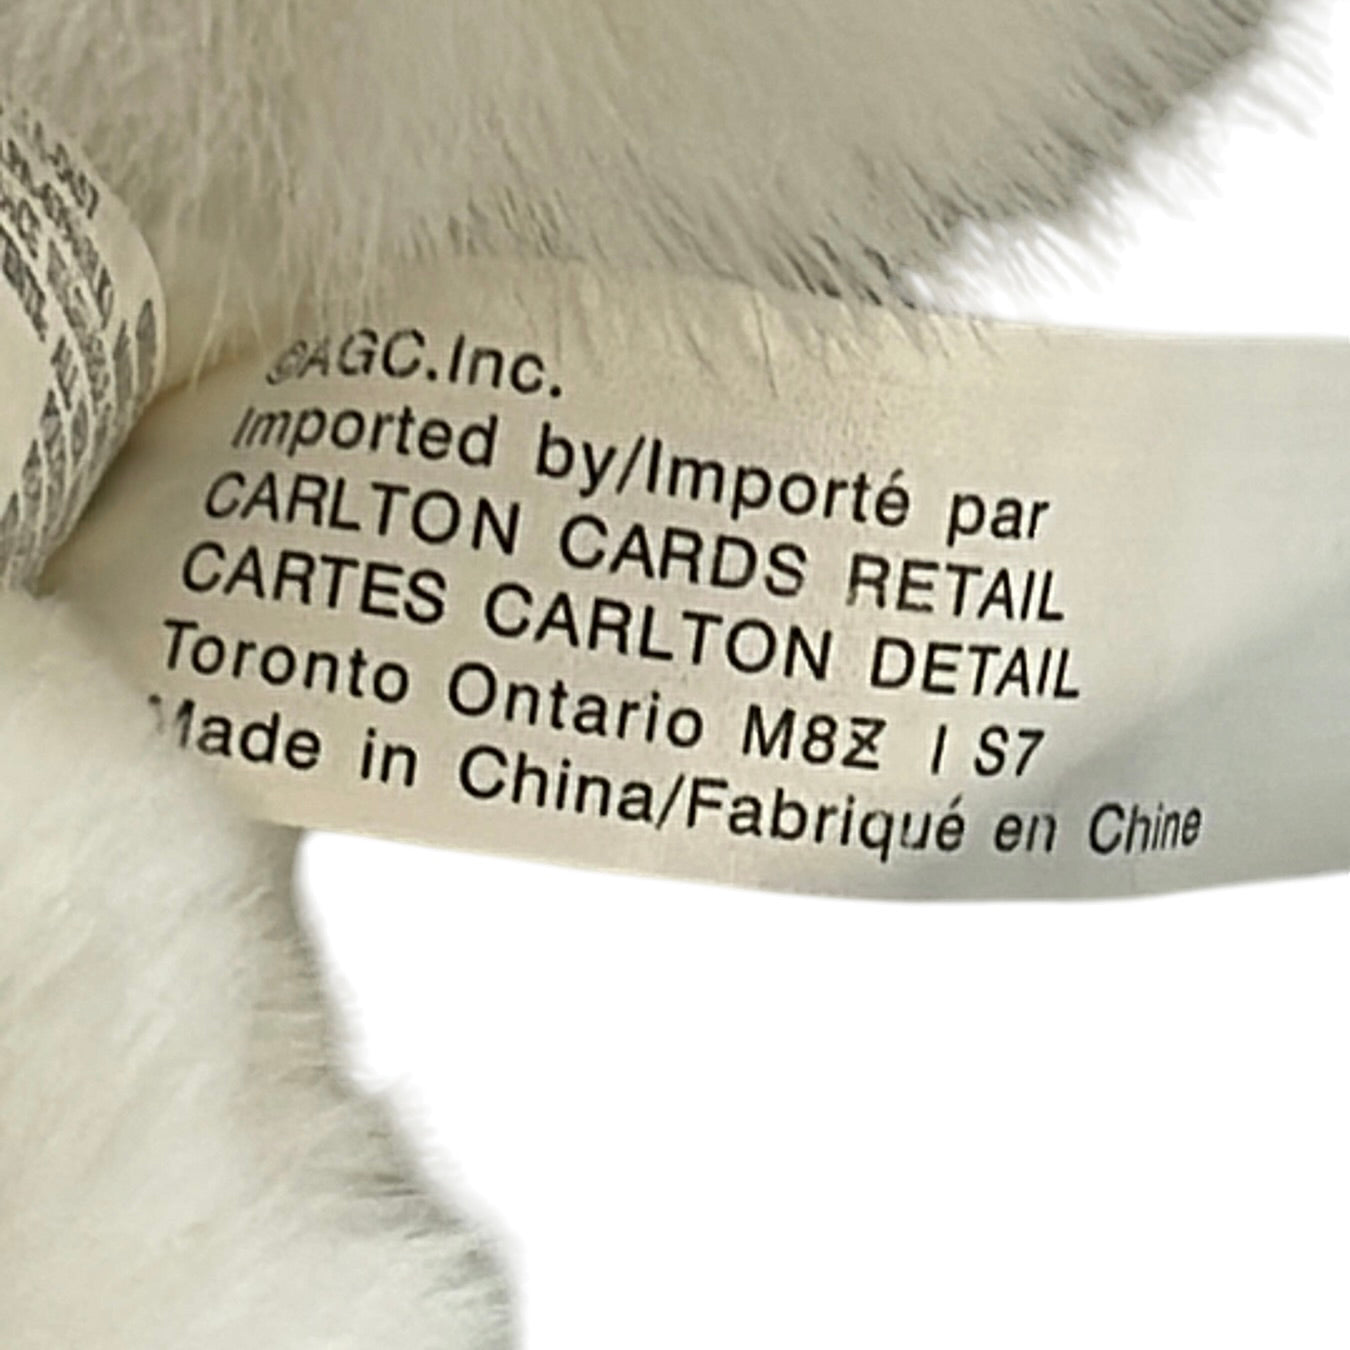 ©AGC.Inc.
Imported by/Importé par
CARLTON CARDS RETAIL
CARTES CARLTON DETAIL
Toronto Ontario M8Z 1S7
Made in China/Fabriqué en Chine